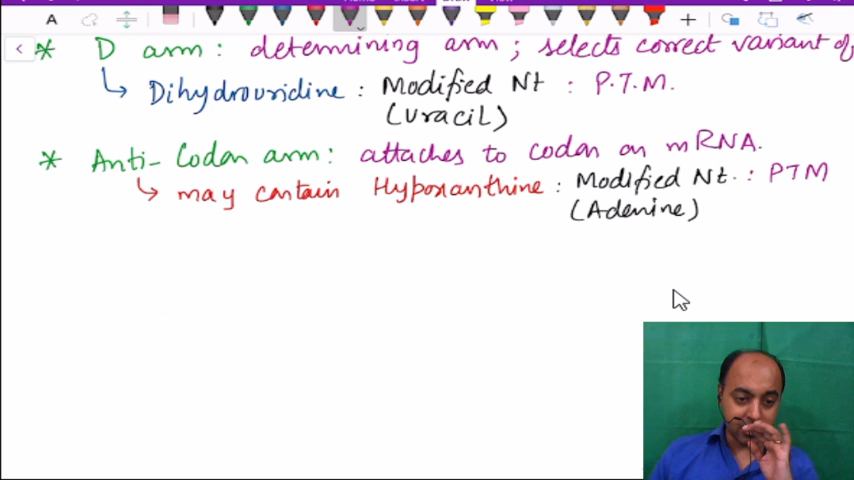 * D arm : determining arm ; selects correct variant of
↳ Dihydrouridine : Modified Nt : P.T.M.
(Uracil)
* Anti-Codon arm : attaches to codon on mRNA.
↳ may contain Hypoxanthine : Modified Nt. : PTM
(Adenine)